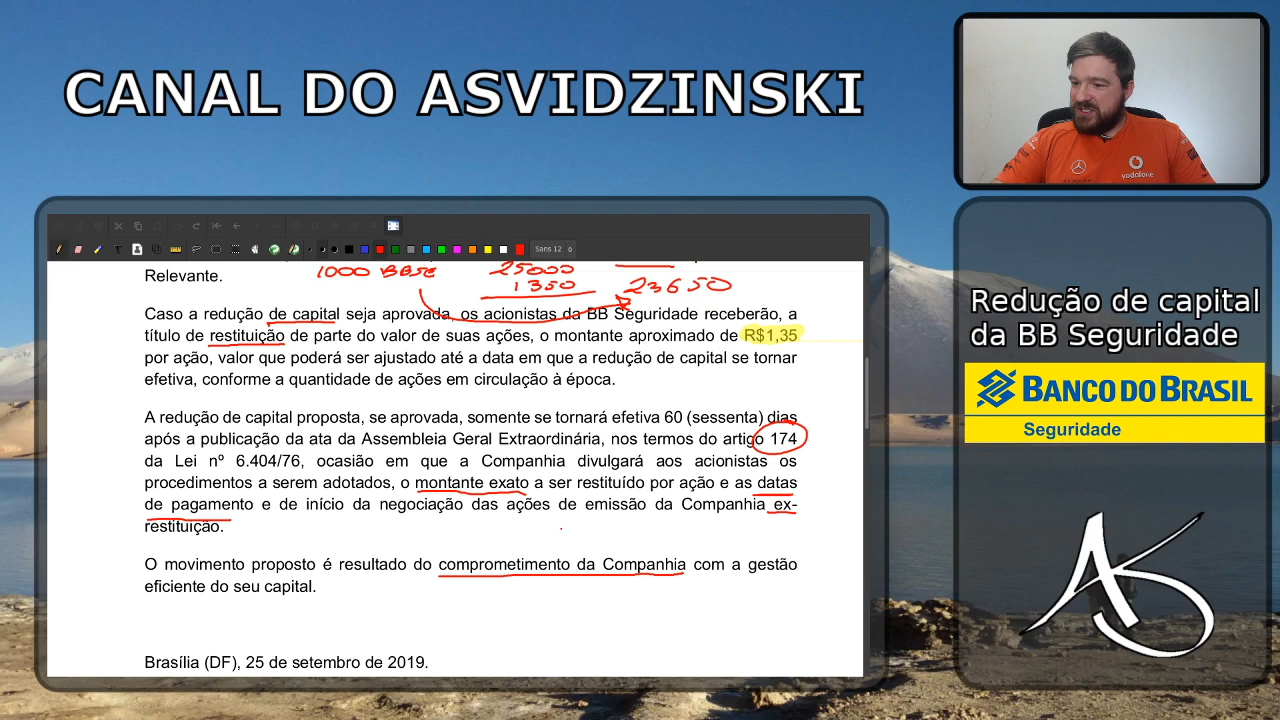 CANAL DO ASVIDZINSKI
vodafone
Sans 12
Relevante.
1000 BBSE
25000
1350
23650
Caso a redução de capital seja aprovada, os acionistas da BB Seguridade receberão, a
título de restituição de parte do valor de suas ações, o montante aproximado de R$1,35
por ação, valor que poderá ser ajustado até a data em que a redução de capital se tornar
efetiva, conforme a quantidade de ações em circulação à época.
A redução de capital proposta, se aprovada, somente se tornará efetiva 60 (sessenta) dias
após a publicação da ata da Assembleia Geral Extraordinária, nos termos do artigo 174
da Lei nº 6.404/76, ocasião em que a Companhia divulgará aos acionistas os
procedimentos a serem adotados, o montante exato a ser restituído por ação e as datas
de pagamento e de início da negociação das ações de emissão da Companhia ex-
restituição.
O movimento proposto é resultado do comprometimento da Companhia com a gestão
eficiente do seu capital.
Brasília (DF), 25 de setembro de 2019.
Redução de capital
da BB Seguridade
BANCO DO BRASIL
Seguridade
AS